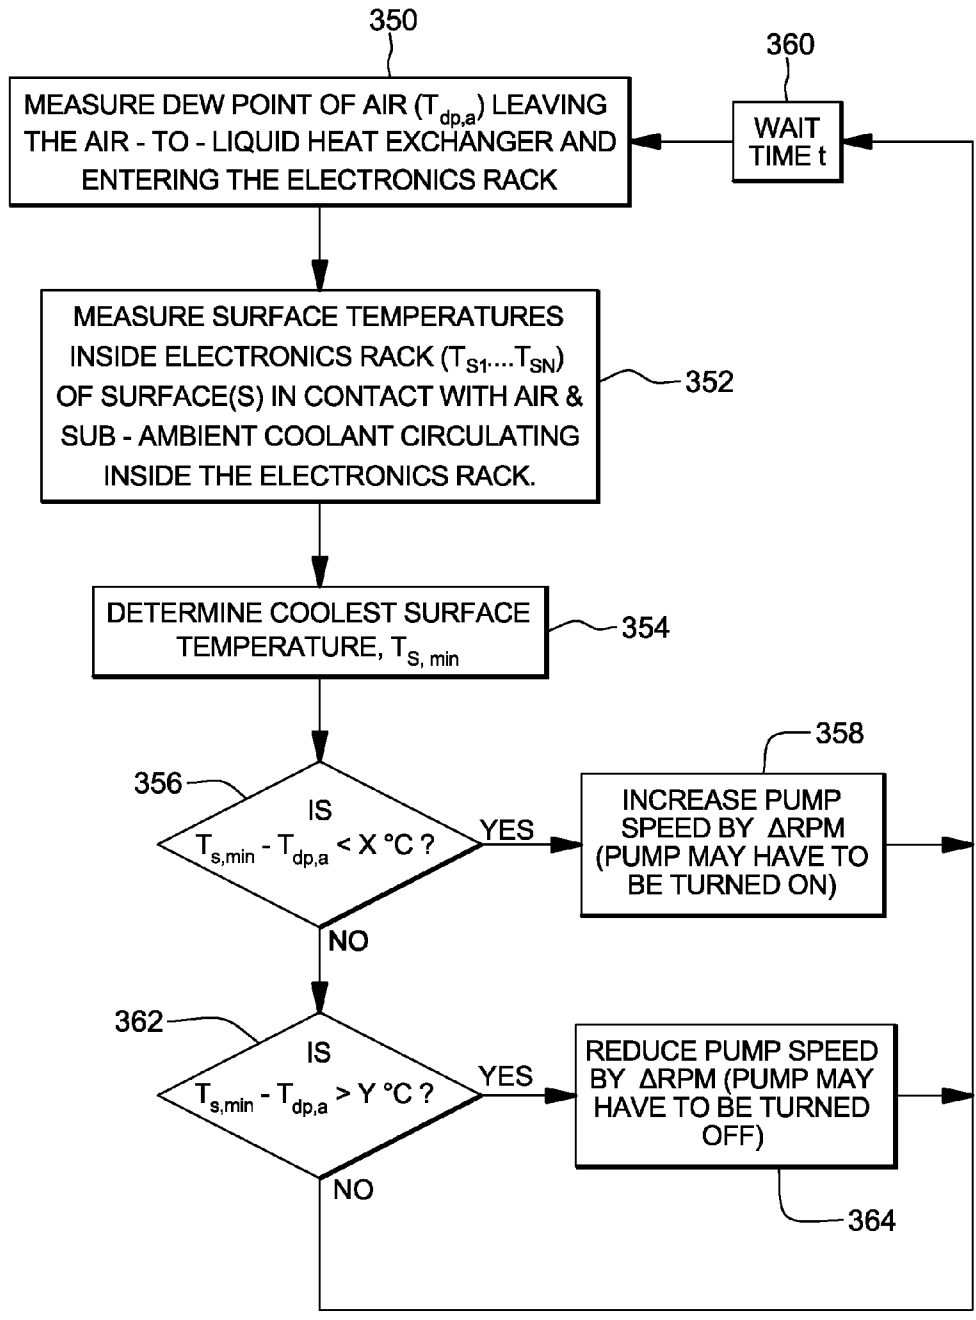 350
360
MEASURE DEW POINT OF AIR (Tdp,a) LEAVING
THE AIR - TO - LIQUID HEAT EXCHANGER AND
ENTERING THE ELECTRONICS RACK
WAIT
TIME t
MEASURE SURFACE TEMPERATURES
INSIDE ELECTRONICS RACK (TS1....TSN)
OF SURFACE(S) IN CONTACT WITH AIR &
SUB - AMBIENT COOLANT CIRCULATING
INSIDE THE ELECTRONICS RACK.
352
DETERMINE COOLEST SURFACE
TEMPERATURE, TS, min
354
356
IS
Ts,min - Tdp,a < X °C ?
YES
NO
358
INCREASE PUMP
SPEED BY ΔRPM
(PUMP MAY HAVE TO
BE TURNED ON)
362
IS
Ts,min - Tdp,a > Y °C ?
YES
NO
REDUCE PUMP SPEED
BY ΔRPM (PUMP MAY
HAVE TO BE TURNED
OFF)
364